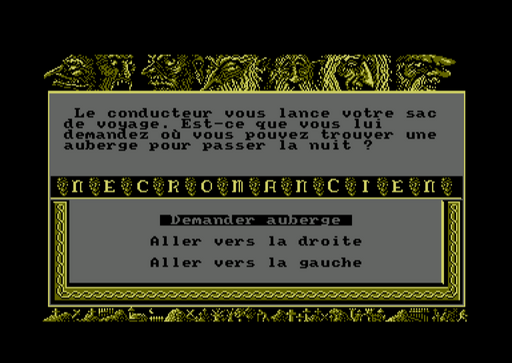 Le conducteur vous lance votre sac
de voyage. Est-ce que vous lui
demandez où vous pouvez trouver une
auberge pour passer la nuit ?
NECROMANCIEN
Demander auberge
Aller vers la droite
Aller vers la gauche